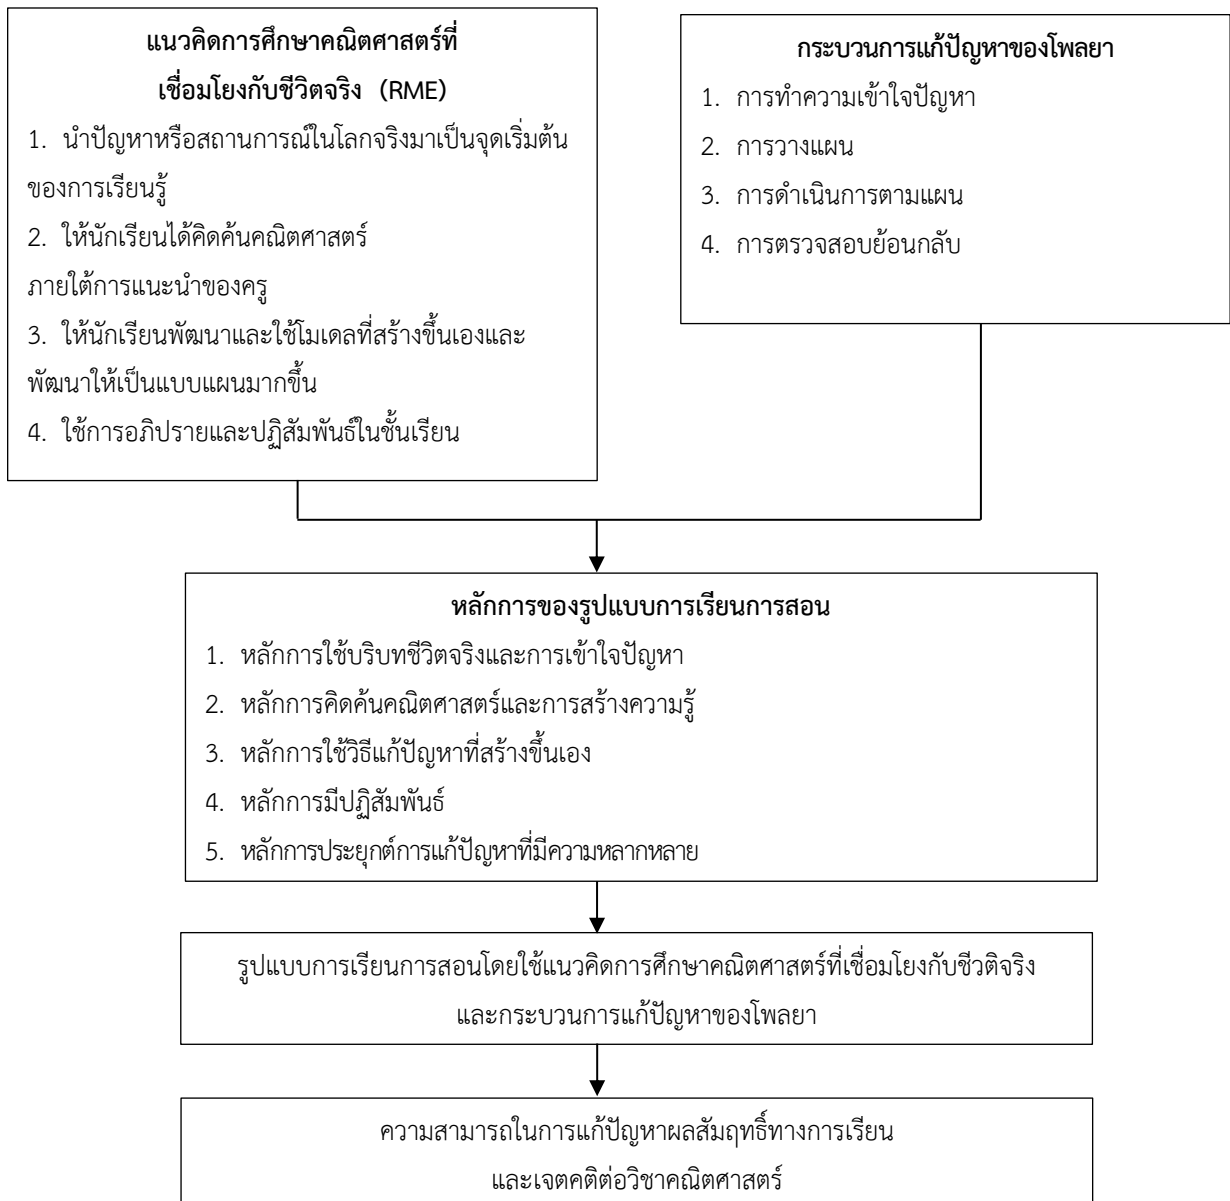 แนวคิดการศึกษาคณิตศาสตร์ที่
เชื่อมโยงกับชีวิตจริง (RME)
1. นำปัญหาหรือสถานการณ์ในโลกจริงมาเป็นจุดเริ่มต้น
ของการเรียนรู้
2. ให้นักเรียนได้คิดค้นคณิตศาสตร์
ภายใต้การแนะนำของครู
3. ให้นักเรียนพัฒนาและใช้โมเดลที่สร้างขึ้นเองและ
พัฒนาให้เป็นแบบแผนมากขึ้น
4. ใช้การอภิปรายและปฏิสัมพันธ์ในชั้นเรียน
กระบวนการแก้ปัญหาของโพลยา
1. การทำความเข้าใจปัญหา
2. การวางแผน
3. การดำเนินการตามแผน
4. การตรวจสอบย้อนกลับ
หลักการของรูปแบบการเรียนการสอน
1. หลักการใช้บริบทชีวิตจริงและการเข้าใจปัญหา
2. หลักการคิดค้นคณิตศาสตร์และการสร้างความรู้
3. หลักการใช้วิธีแก้ปัญหาที่สร้างขึ้นเอง
4. หลักการมีปฏิสัมพันธ์
5. หลักการประยุกต์การแก้ปัญหาที่มีความหลากหลาย
รูปแบบการเรียนการสอนโดยใช้แนวคิดการศึกษาคณิตศาสตร์ที่เชื่อมโยงกับชีวติจริง
และกระบวนการแก้ปัญหาของโพลยา
ความสามารถในการแก้ปัญหาผลสัมฤทธิ์ทางการเรียน
และเจตคติต่อวิชาคณิตศาสตร์